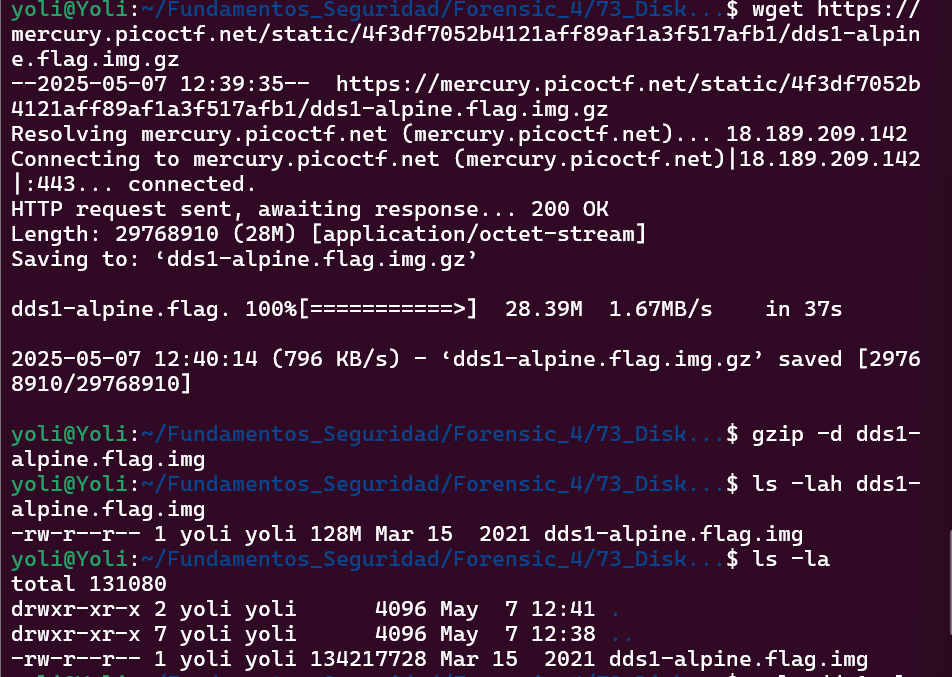 yoli@Yoli:~/Fundamentos_Seguridad/Forensic_4/73_Disk...$ wget https://
mercury.picoctf.net/static/4f3df7052b4121aff89af1a3f517afb1/dds1-alpin
e.flag.img.gz
--2025-05-07 12:39:35--  https://mercury.picoctf.net/static/4f3df7052b
4121aff89af1a3f517afb1/dds1-alpine.flag.img.gz
Resolving mercury.picoctf.net (mercury.picoctf.net)... 18.189.209.142
Connecting to mercury.picoctf.net (mercury.picoctf.net)|18.189.209.142
|:443... connected.
HTTP request sent, awaiting response... 200 OK
Length: 29768910 (28M) [application/octet-stream]
Saving to: ‘dds1-alpine.flag.img.gz’
dds1-alpine.flag. 100%[===========>]  28.39M  1.67MB/s    in 37s
2025-05-07 12:40:14 (796 KB/s) - ‘dds1-alpine.flag.img.gz’ saved [2976
8910/29768910]
yoli@Yoli:~/Fundamentos_Seguridad/Forensic_4/73_Disk...$ gzip -d dds1-
alpine.flag.img
yoli@Yoli:~/Fundamentos_Seguridad/Forensic_4/73_Disk...$ ls -lah dds1-
alpine.flag.img
-rw-r--r-- 1 yoli yoli 128M Mar 15  2021 dds1-alpine.flag.img
yoli@Yoli:~/Fundamentos_Seguridad/Forensic_4/73_Disk...$ ls -la
total 131080
drwxr-xr-x 2 yoli yoli      4096 May  7 12:41 .
drwxr-xr-x 7 yoli yoli      4096 May  7 12:38 ..
-rw-r--r-- 1 yoli yoli 134217728 Mar 15  2021 dds1-alpine.flag.img